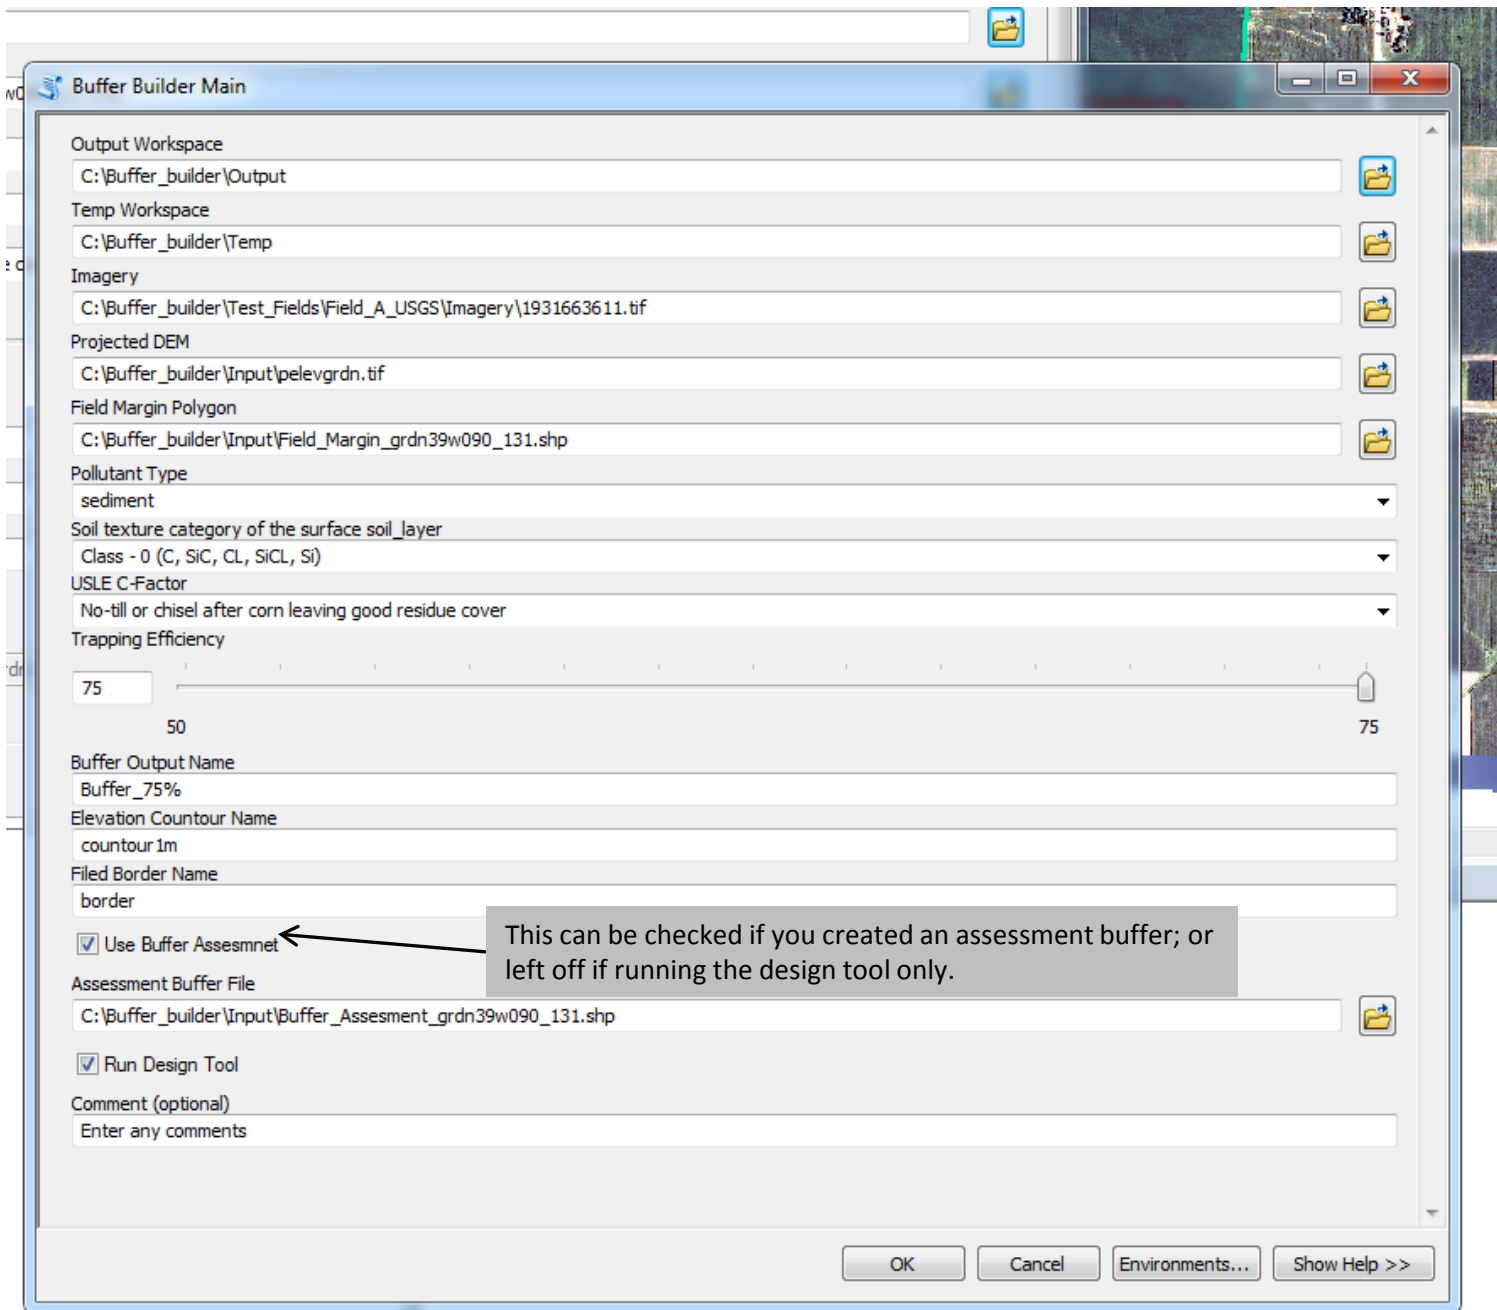 Buffer Builder Main
Output Workspace
C:\Buffer_builder\Output
Temp Workspace
C:\Buffer_builder\Temp
Imagery
C:\Buffer_builder\Test_Fields\Field_A_USGS\Imagery\1931663611.tif
Projected DEM
C:\Buffer_builder\Input\pelevgrdn.tif
Field Margin Polygon
C:\Buffer_builder\Input\Field_Margin_grdn39w090_131.shp
Pollutant Type
sediment
Soil texture category of the surface soil_layer
Class - 0 (C, SiC, CL, SiCL, Si)
USLE C-Factor
No-till or chisel after corn leaving good residue cover
Trapping Efficiency
75
50 75
Buffer Output Name
Buffer_75%
Elevation Countour Name
countour1m
Filed Border Name
border
Use Buffer Assesmnet
This can be checked if you created an assessment buffer; or
left off if running the design tool only.
Assessment Buffer File
C:\Buffer_builder\Input\Buffer_Assesment_grdn39w090_131.shp
Run Design Tool
Comment (optional)
Enter any comments
OK Cancel Environments... Show Help >>